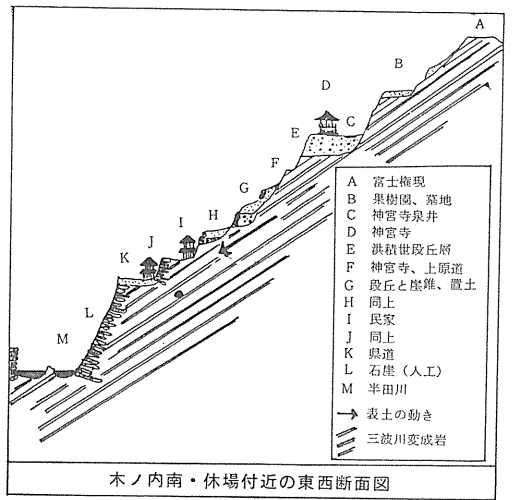 A
B
D
C
E
F
G
H
I
J
K
L
M
A 富士権現
B 果樹園、墓地
C 神宮寺泉井
D 神宮寺
E 洪積世段丘層
F 神宮寺、上原道
G 段丘と崖錐、置土
H 同上
I 民家
J 同上
K 県道
L 石崖(人工)
M 半田川
表土の動き
三波川変成岩
木ノ内南・休場付近の東西断面図